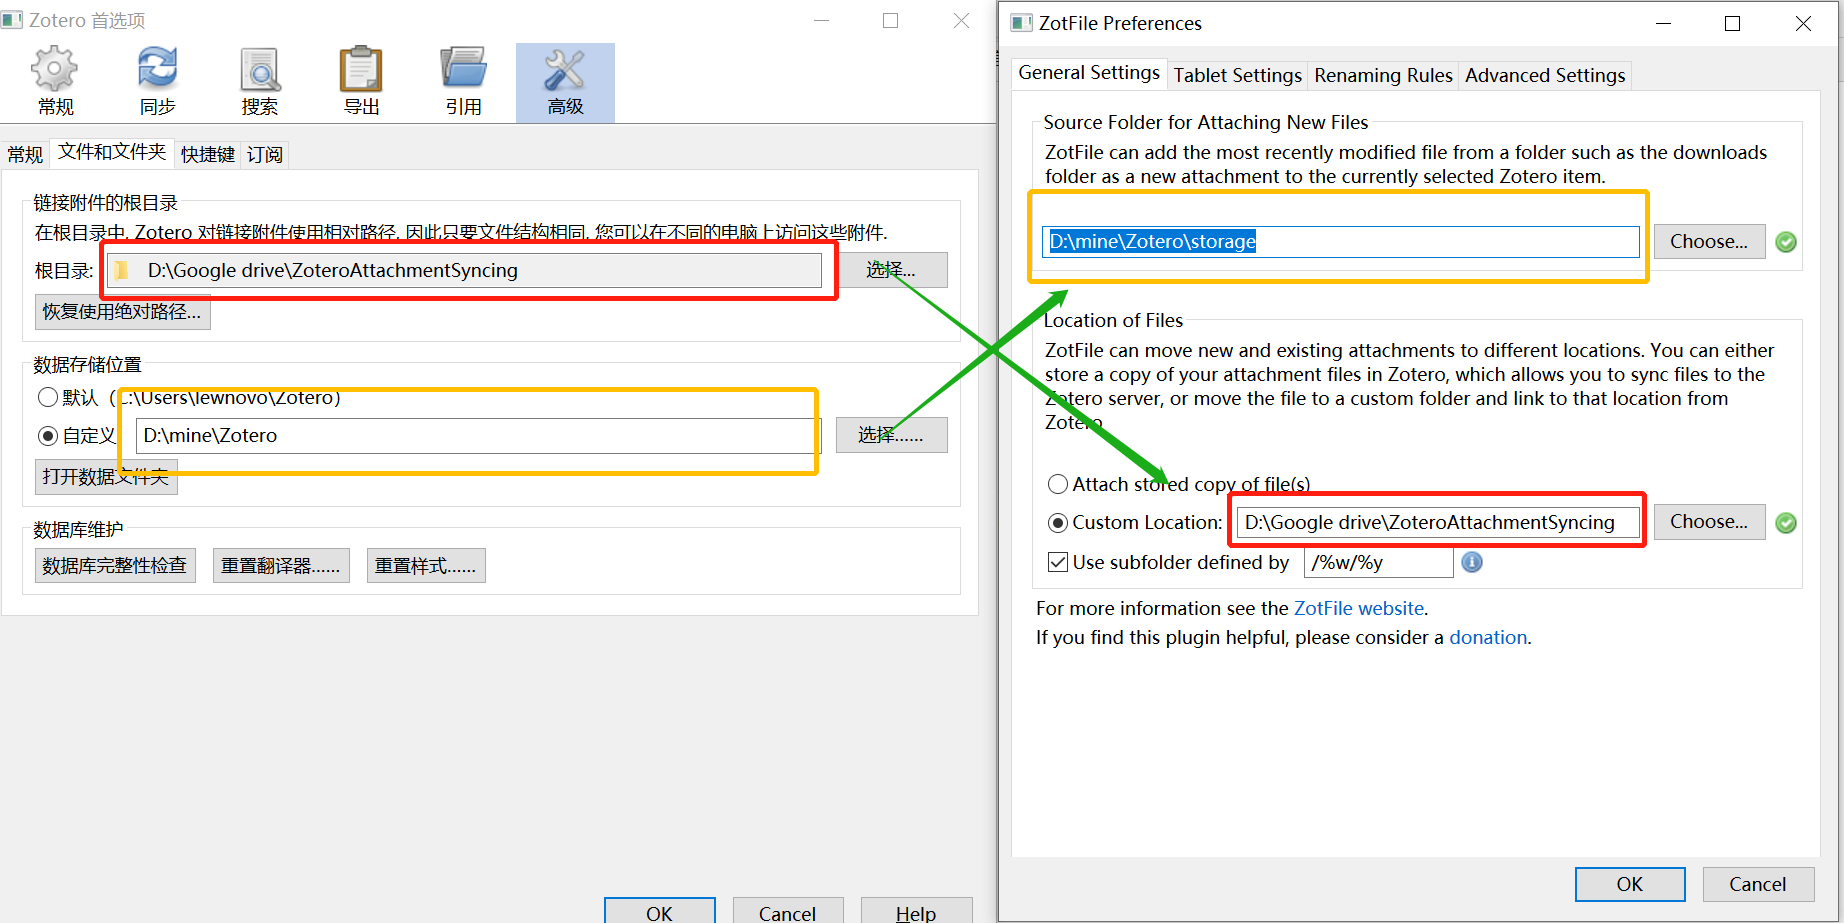 Zotero 首选项
常规
同步
搜索
导出
引用
高级
常规
文件和文件夹
快捷键
订阅
链接附件的根目录
在根目录中, Zotero 对链接附件使用相对路径, 因此只要文件结构相同, 您可以在不同的电脑上访问这些附件.
根目录:
D:\Google drive\ZoteroAttachmentSyncing
选择...
恢复使用绝对路径...
数据存储位置
默认（C:\Users\lewnovo\Zotero）
自定义
D:\mine\Zotero
选择......
打开数据文件夹
数据库维护
数据库完整性检查
重置翻译器......
重置样式......
OK
Cancel
Help
ZotFile Preferences
General Settings
Tablet Settings
Renaming Rules
Advanced Settings
Source Folder for Attaching New Files
ZotFile can add the most recently modified file from a folder such as the downloads
folder as a new attachment to the currently selected Zotero item.
D:\mine\Zotero\storage
Choose...
Location of Files
ZotFile can move new and existing attachments to different locations. You can either
store a copy of your attachment files in Zotero, which allows you to sync files to the
Zotero server, or move the file to a custom folder and link to that location from
Zotero
Attach stored copy of file(s)
Custom Location:
D:\Google drive\ZoteroAttachmentSyncing
Choose...
Use subfolder defined by
/%w/%y
For more information see the ZotFile website.
If you find this plugin helpful, please consider a donation.
OK
Cancel